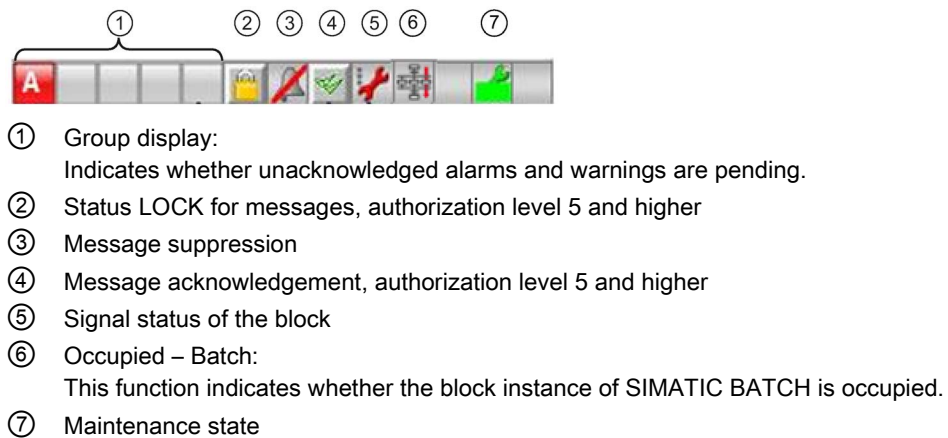 ① ② ③ ④ ⑤ ⑥ ⑦
A
① Group display:
Indicates whether unacknowledged alarms and warnings are pending.
② Status LOCK for messages, authorization level 5 and higher
③ Message suppression
④ Message acknowledgement, authorization level 5 and higher
⑤ Signal status of the block
⑥ Occupied – Batch:
This function indicates whether the block instance of SIMATIC BATCH is occupied.
⑦ Maintenance state